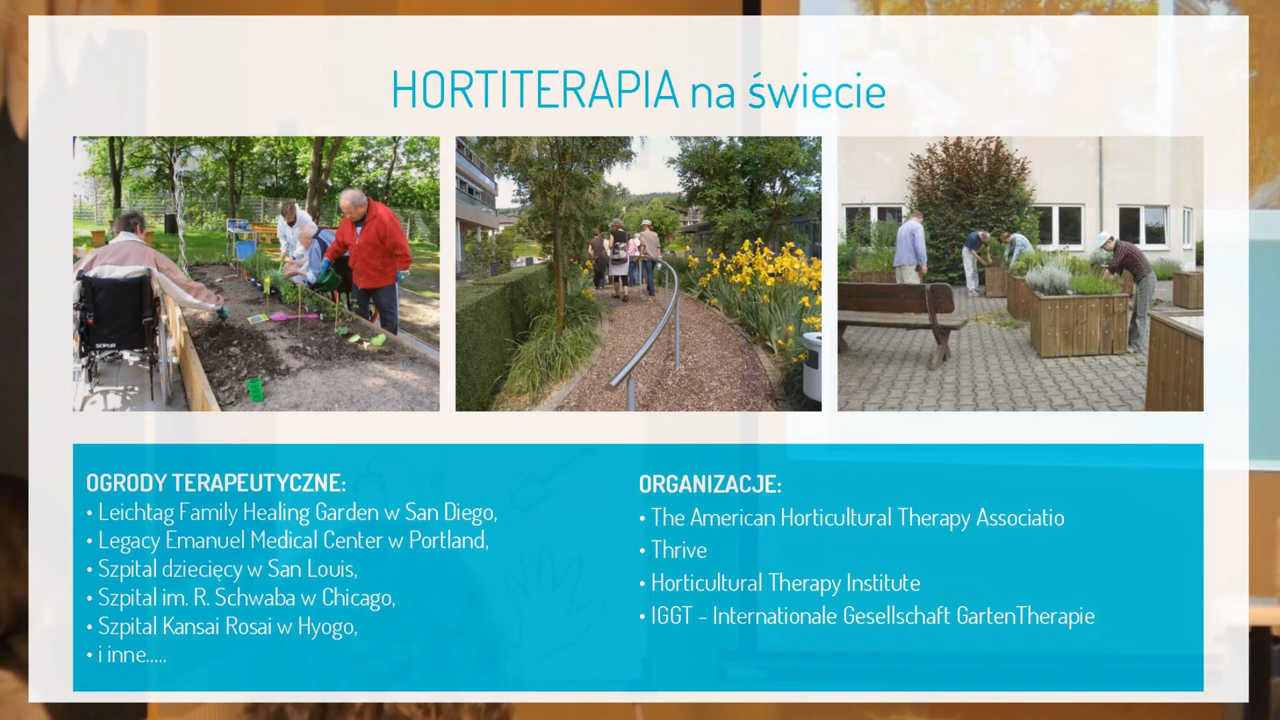 HORTITERAPIA na świecie
SOPUR
OGRODY TERAPEUTYCZNE:
• Leichtag Family Healing Garden w San Diego,
• Legacy Emanuel Medical Center w Portland,
• Szpital dziecięcy w San Louis,
• Szpital im. R. Schwaba w Chicago,
• Szpital Kansai Rosai w Hyogo,
• i inne.....
ORGANIZACJE:
• The American Horticultural Therapy Associatio
• Thrive
• Horticultural Therapy Institute
• IGGT - Internationale Gesellschaft GartenTherapie